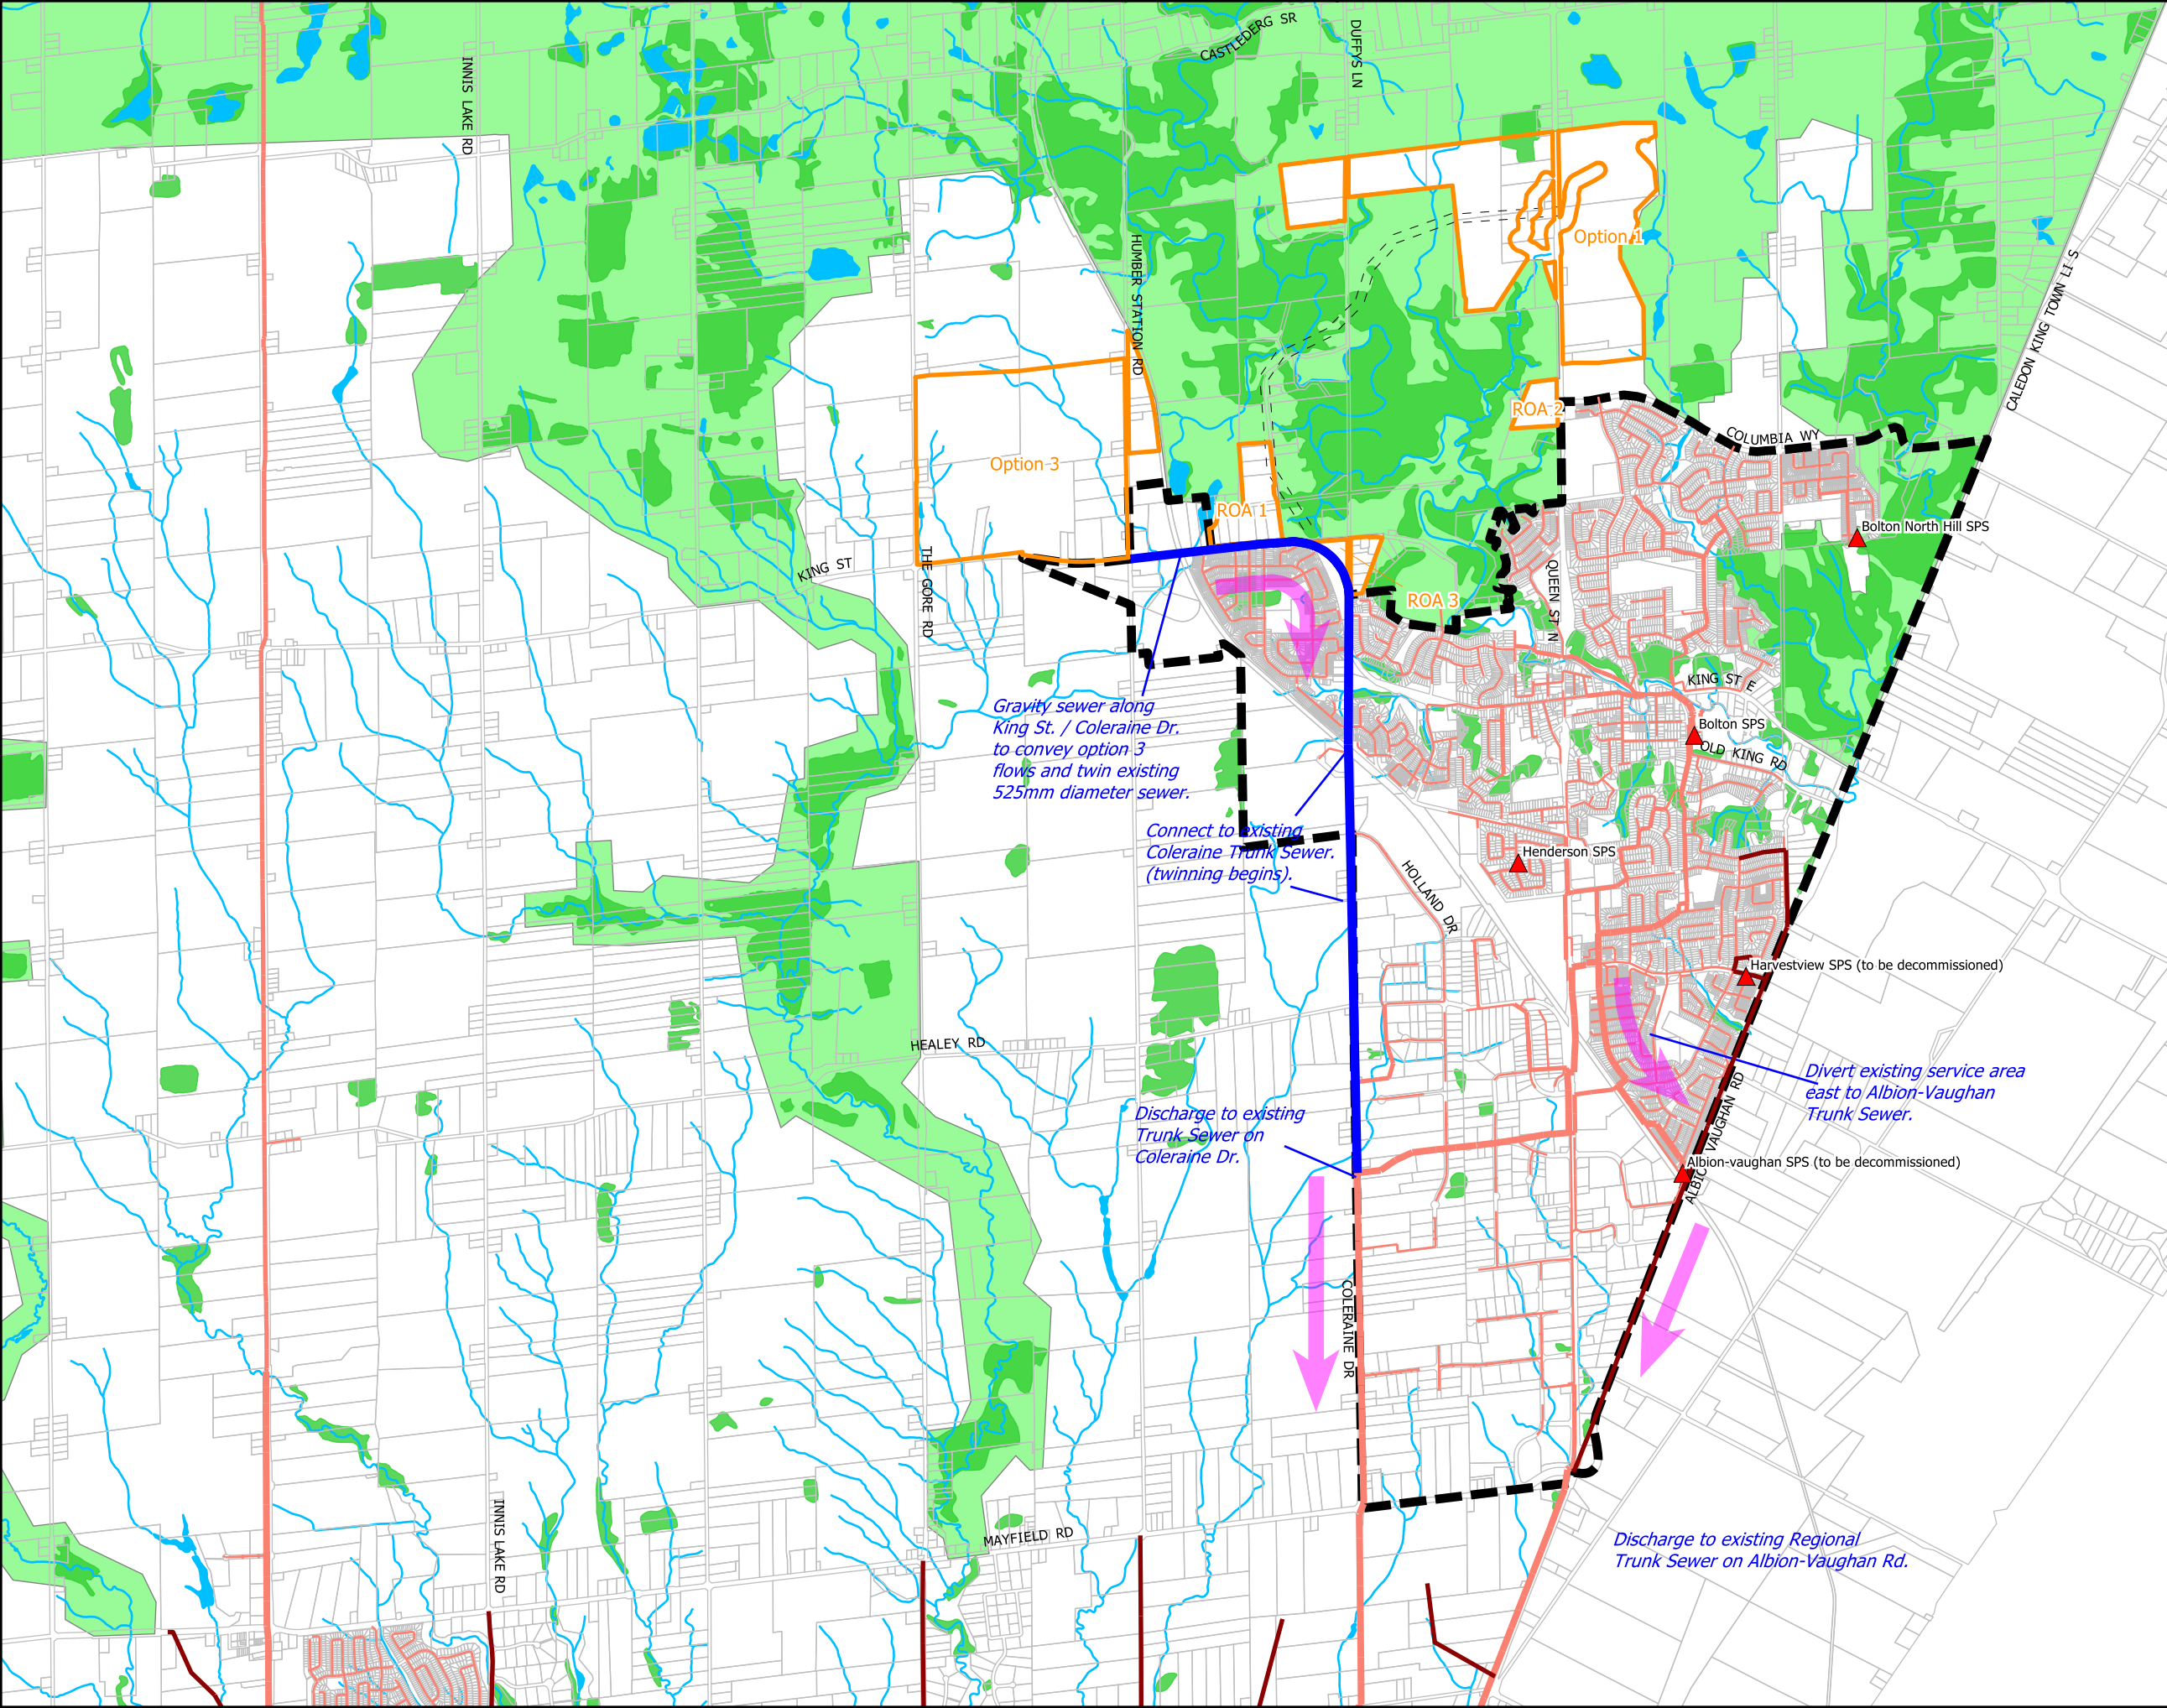 CASTLEDERG SR
DUFFYS LN
INNIS LAKE RD
HUMBER STATION RD
Option 1
CALEDON KING TOWN LI S
ROA 2
COLUMBIA WY
Option 3
ROA 1
Bolton North Hill SPS
KING ST
THE GORE RD
QUEEN ST N
ROA 3
KING ST E
Gravity sewer along
King St. / Coleraine Dr.
to convey option 3
flows and twin existing
525mm diameter sewer.
Bolton SPS
OLD KING RD
Connect to existing
Coleraine Trunk Sewer.
(twinning begins).
Henderson SPS
HOLLAND DR
Harvestview SPS (to be decommissioned)
HEALEY RD
Divert existing service area
east to Albion-Vaughan
Trunk Sewer.
Discharge to existing
Trunk Sewer on
Coleraine Dr.
ALBION VAUGHAN RD
Albion-vaughan SPS (to be decommissioned)
COLERAINE DR
INNIS LAKE RD
MAYFIELD RD
Discharge to existing Regional
Trunk Sewer on Albion-Vaughan Rd.